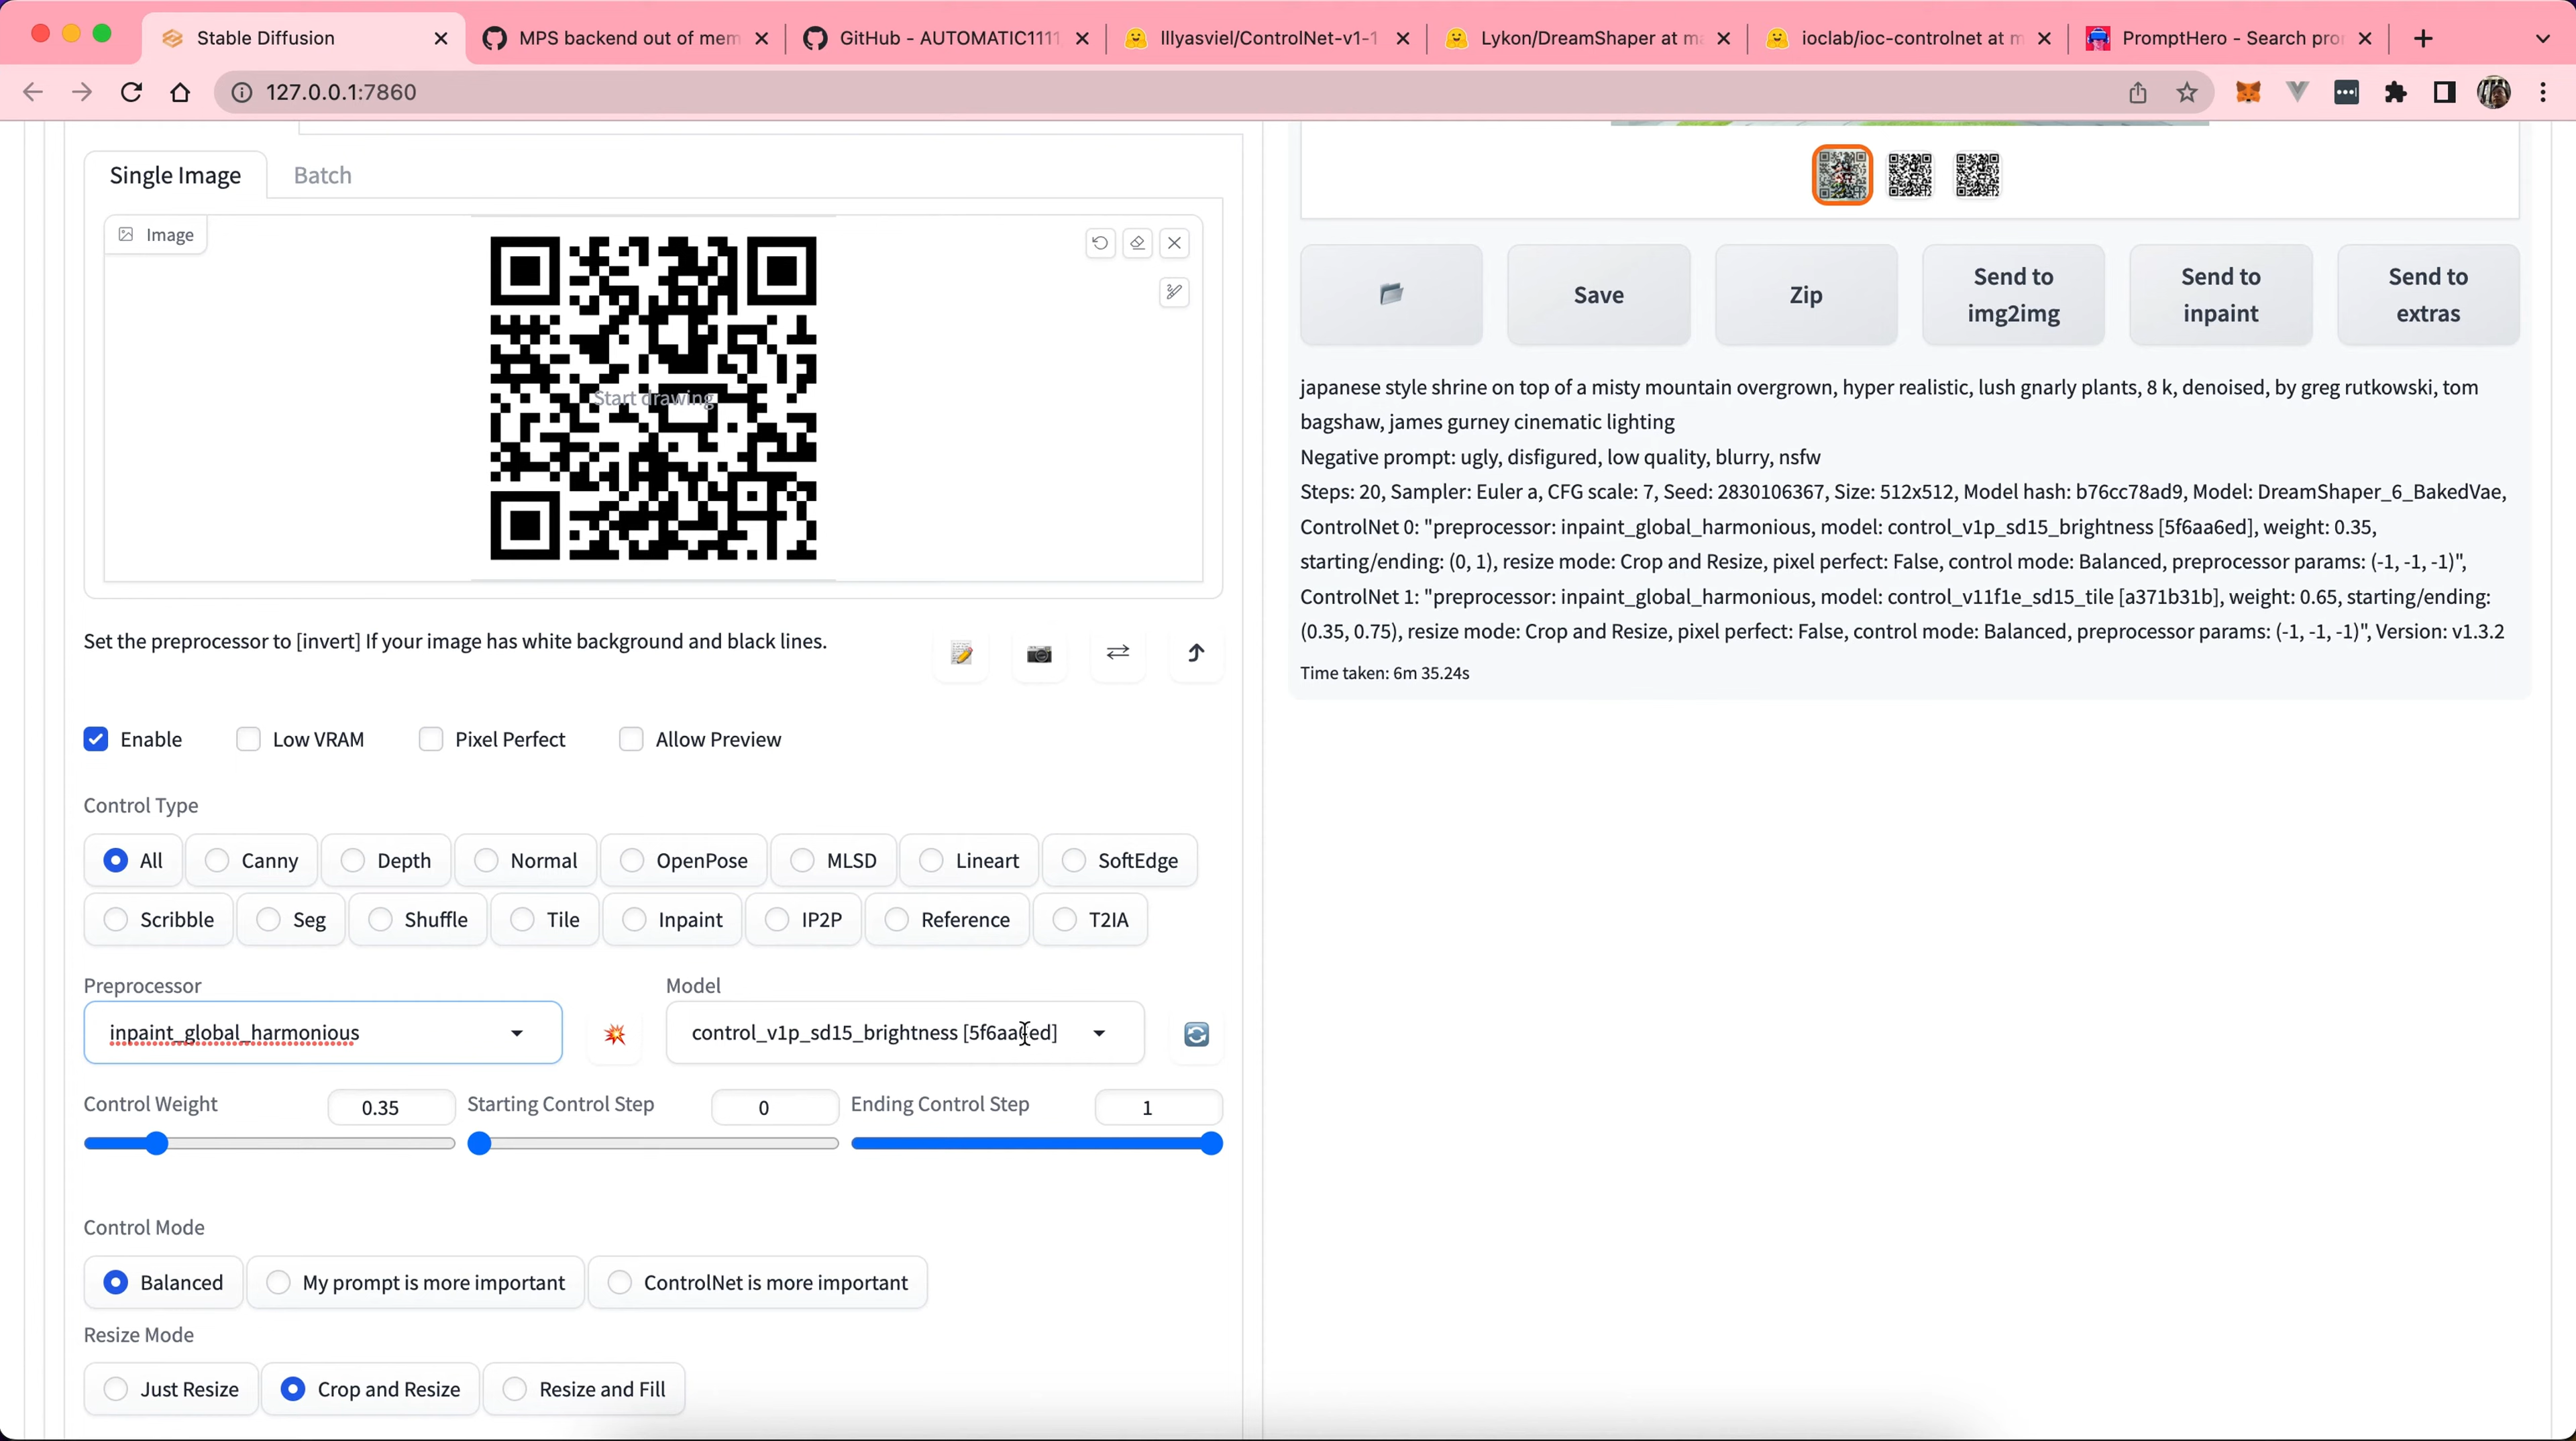 Stable Diffusion
MPS backend out of mem
GitHub - AUTOMATIC1111
lllyasviel/ControlNet-v1-1
Lykon/DreamShaper at ma
ioclab/ioc-controlnet at m
PromptHero - Search pro
127.0.0.1:7860
Single Image
Batch
Image
Start drawing
Set the preprocessor to [invert] If your image has white background and black lines.
Enable
Low VRAM
Pixel Perfect
Allow Preview
Control Type
All
Canny
Depth
Normal
OpenPose
MLSD
Lineart
SoftEdge
Scribble
Seg
Shuffle
Tile
Inpaint
IP2P
Reference
T2IA
Preprocessor
Model
inpaint_global_harmonious
control_v1p_sd15_brightness [5f6aa6ed]
Control Weight
0.35
Starting Control Step
0
Ending Control Step
1
Control Mode
Balanced
My prompt is more important
ControlNet is more important
Resize Mode
Just Resize
Crop and Resize
Resize and Fill
Save
Zip
Send to
img2img
Send to
inpaint
Send to
extras
japanese style shrine on top of a misty mountain overgrown, hyper realistic, lush gnarly plants, 8 k, denoised, by greg rutkowski, tom
bagshaw, james gurney cinematic lighting
Negative prompt: ugly, disfigured, low quality, blurry, nsfw
Steps: 20, Sampler: Euler a, CFG scale: 7, Seed: 2830106367, Size: 512x512, Model hash: b76cc78ad9, Model: DreamShaper_6_BakedVae,
ControlNet 0: "preprocessor: inpaint_global_harmonious, model: control_v1p_sd15_brightness [5f6aa6ed], weight: 0.35,
starting/ending: (0, 1), resize mode: Crop and Resize, pixel perfect: False, control mode: Balanced, preprocessor params: (-1, -1, -1)",
ControlNet 1: "preprocessor: inpaint_global_harmonious, model: control_v11f1e_sd15_tile [a371b31b], weight: 0.65, starting/ending:
(0.35, 0.75), resize mode: Crop and Resize, pixel perfect: False, control mode: Balanced, preprocessor params: (-1, -1, -1)", Version: v1.3.2
Time taken: 6m 35.24s